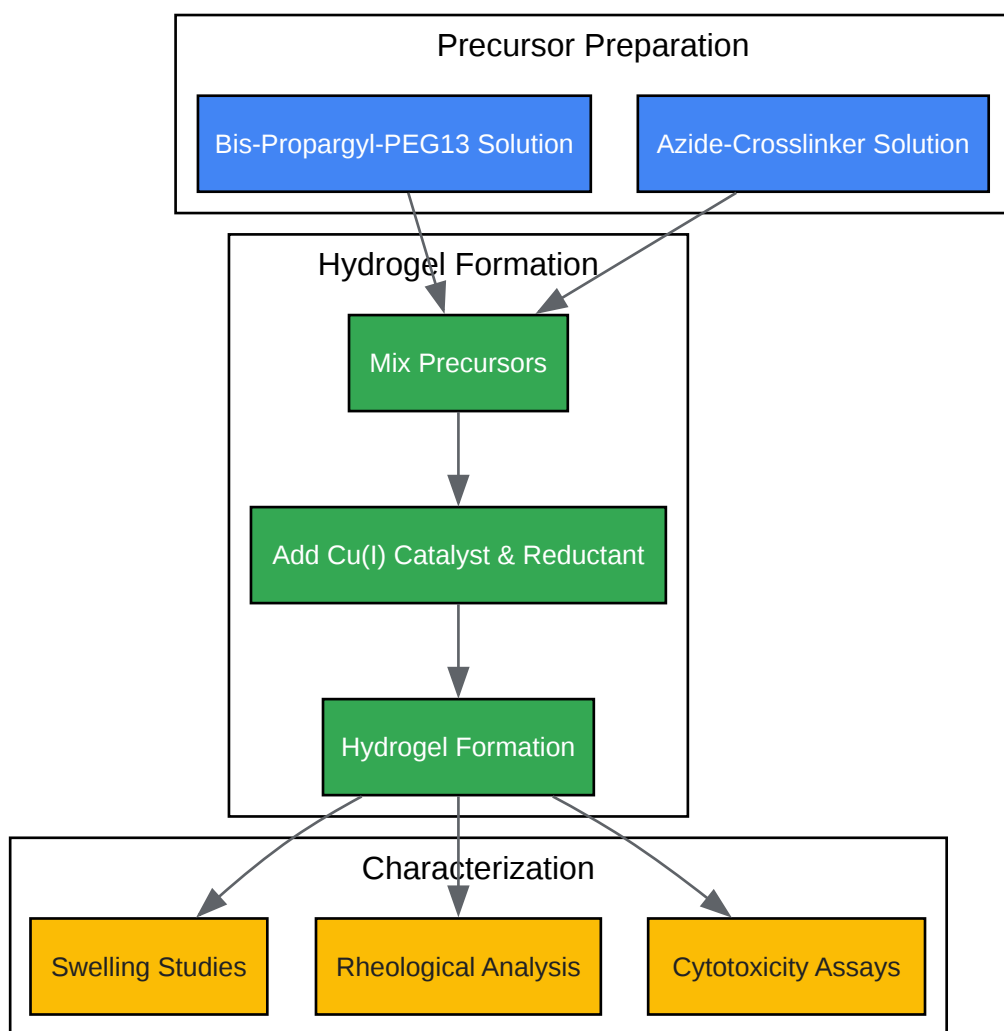 Precursor Preparation
Bis-Propargyl-PEG13 Solution
Azide-Crosslinker Solution
Hydrogel Formation
Mix Precursors
Add Cu(I) Catalyst & Reductant
Hydrogel Formation
Characterization
Swelling Studies
Rheological Analysis
Cytotoxicity Assays